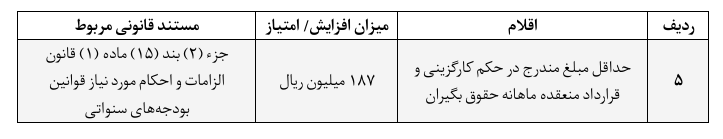 ردیف اقلام میزان افزایش/ امتیاز مستند قانونی مربوط
۵ حداقل مبلغ مندرج در حکم کارگزینی و قرارداد منعقده ماهانه حقوق بگیران ۱۸۷ میلیون ریال جزء (۲) بند (۱۵) ماده (۱) قانون
الزامات و احکام مورد نیاز قوانین
بودجه‌های سنواتی